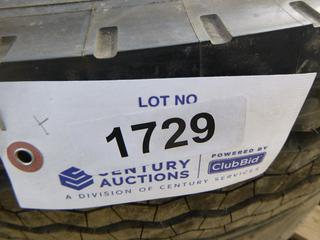 LOT NO
1729
CENTURY
AUCTIONS
POWERED BY
ClubBid
A DIVISION OF CENTURY SERVICES